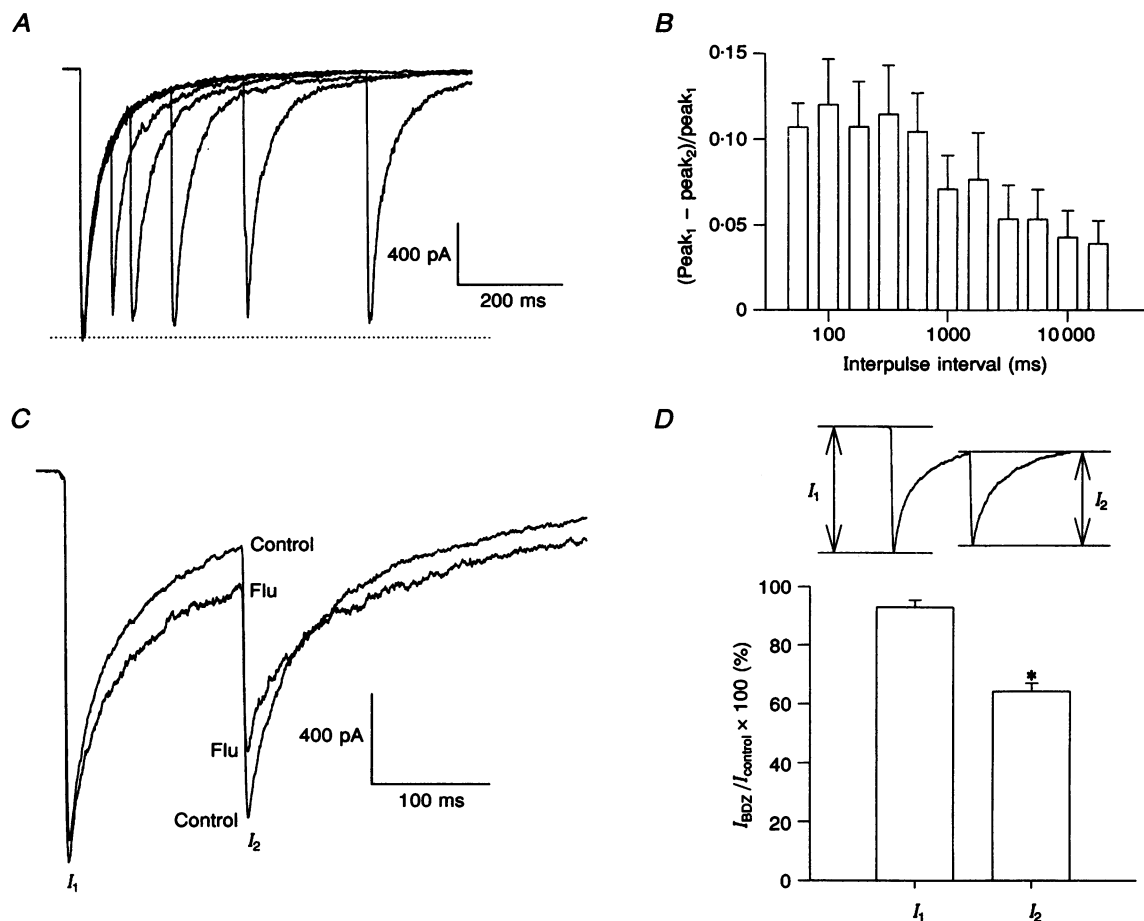 A
400 pA
200 ms
B
0·15
0·10
0·05
0
(Peak₁ − peak₂)/peak₁
100
1000
10 000
Interpulse interval (ms)
C
Control
Flu
Flu
Control
I₁
I₂
400 pA
100 ms
D
I₁
I₂
100
80
60
40
20
0
I_BDZ/I_control × 100 (%)
*
I₁
I₂